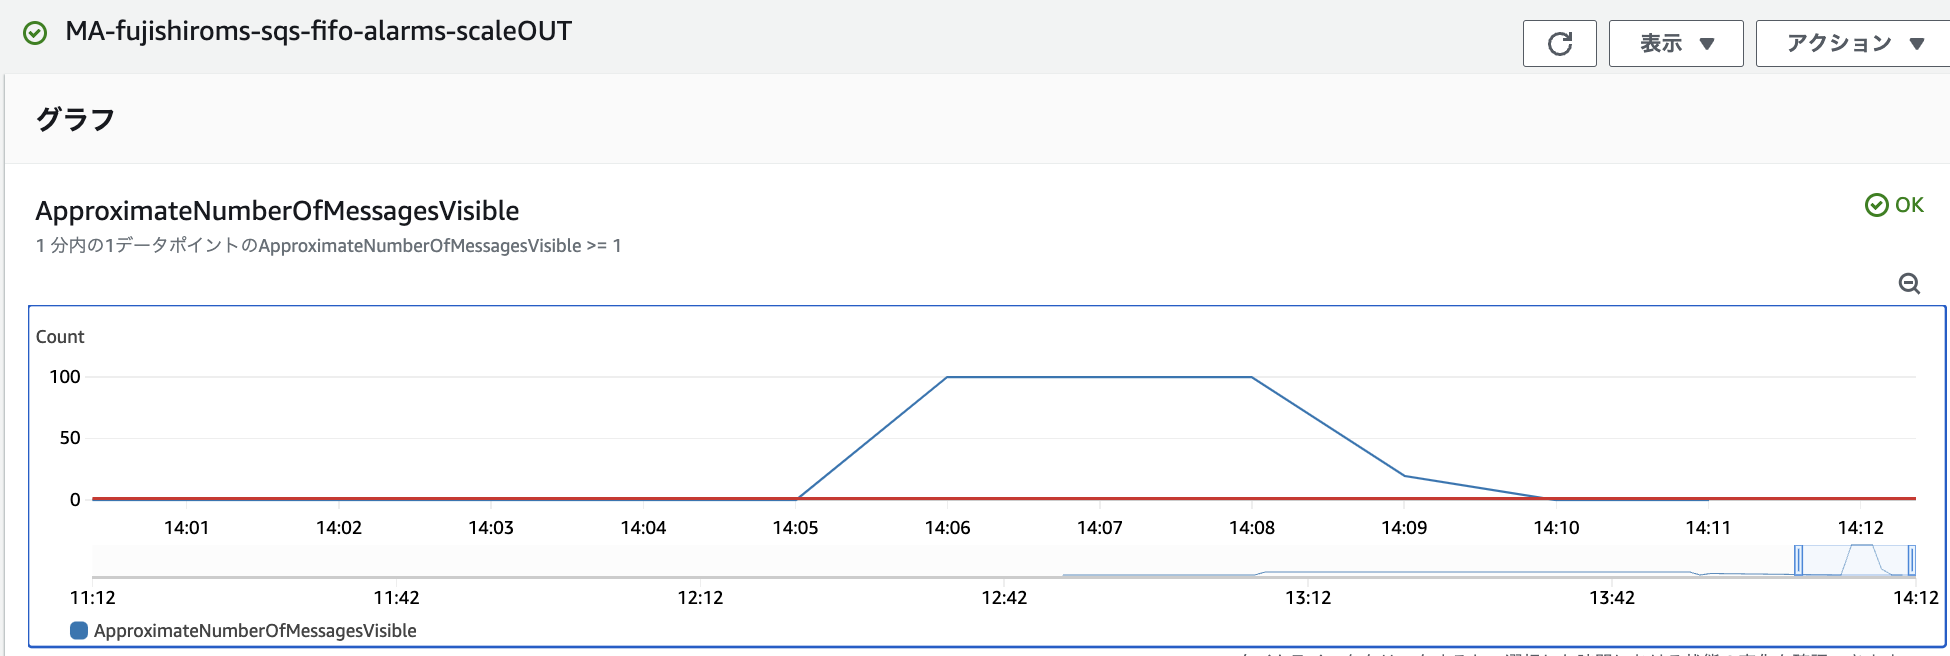 MA-fujishiroms-sqs-fifo-alarms-scaleOUT
表示
アクション
グラフ
ApproximateNumberOfMessagesVisible
OK
1 分内の1データポイントのApproximateNumberOfMessagesVisible >= 1
Count
100
50
0
14:01 14:02 14:03 14:04 14:05 14:06 14:07 14:08 14:09 14:10 14:11 14:12
11:12 11:42 12:12 12:42 13:12 13:42 14:12
ApproximateNumberOfMessagesVisible